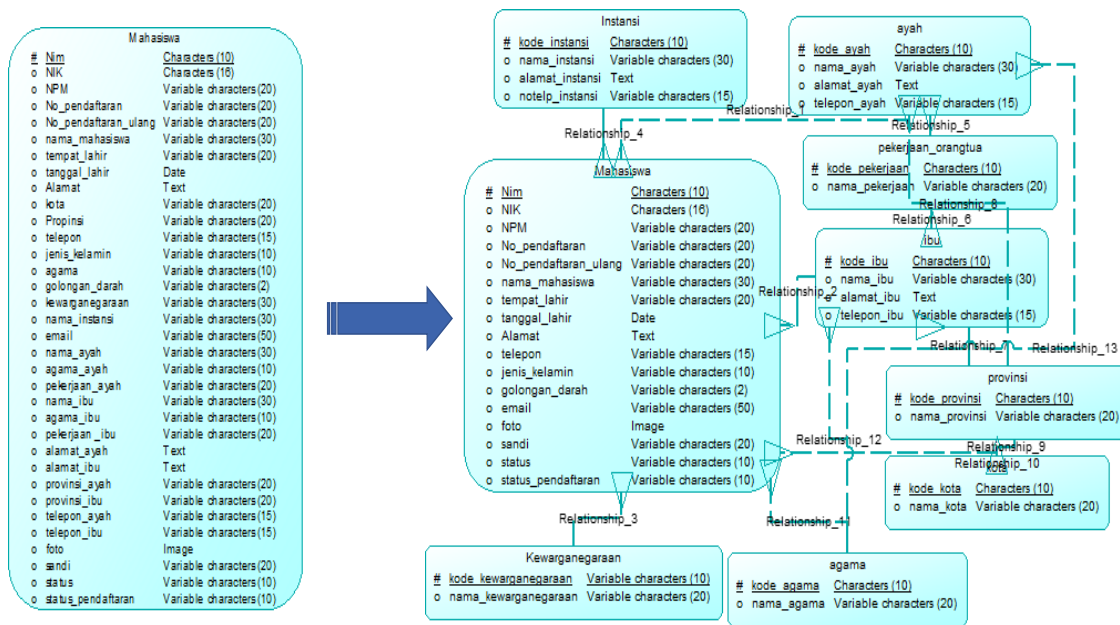 Mahasiswa
# Nim Characters (10)
o NIK Characters (16)
o NPM Variable characters (20)
o No_pendaftaran Variable characters (20)
o No_pendaftaran_ulang Variable characters (20)
o nama_mahasiswa Variable characters (30)
o tempat_lahir Variable characters (20)
o tanggal_lahir Date
o Alamat Text
o kota Variable characters (20)
o Propinsi Variable characters (20)
o telepon Variable characters (15)
o jenis_kelamin Variable characters (10)
o agama Variable characters (10)
o golongan_darah Variable characters (2)
o kewarganegaraan Variable characters (30)
o nama_instansi Variable characters (30)
o email Variable characters (50)
o nama_ayah Variable characters (30)
o agama_ayah Variable characters (10)
o pekerjaan_ayah Variable characters (20)
o nama_ibu Variable characters (30)
o agama_ibu Variable characters (10)
o pekerjaan_ibu Variable characters (20)
o alamat_ayah Text
o alamat_ibu Text
o provinsi_ayah Variable characters (20)
o provinsi_ibu Variable characters (20)
o telepon_ayah Variable characters (15)
o telepon_ibu Variable characters (15)
o foto Image
o sandi Variable characters (20)
o status Variable characters (10)
o status_pendaftaran Variable characters (10)
Instansi
# kode_instansi Characters (10)
o nama_instansi Variable characters (30)
o alamat_instansi Text
o notelp_instansi Variable characters (15)
ayah
# kode_ayah Characters (10)
o nama_ayah Variable characters (30)
o alamat_ayah Text
o telepon_ayah Variable characters (15)
Relationship_1
Relationship_4
Relationship_5
pekerjaan_orangtua
# kode_pekerjaan Characters (10)
o nama_pekerjaan Variable characters (20)
Relationship_8
Relationship_6
Mahasiswa
# Nim Characters (10)
o NIK Characters (16)
o NPM Variable characters (20)
o No_pendaftaran Variable characters (20)
o No_pendaftaran_ulang Variable characters (20)
o nama_mahasiswa Variable characters (30)
o tempat_lahir Variable characters (20)
o tanggal_lahir Date
o Alamat Text
o telepon Variable characters (15)
o jenis_kelamin Variable characters (10)
o golongan_darah Variable characters (2)
o email Variable characters (50)
o foto Image
o sandi Variable characters (20)
o status Variable characters (10)
o status_pendaftaran Variable characters (10)
ibu
# kode_ibu Characters (10)
o nama_ibu Variable characters (30)
o alamat_ibu Text
o telepon_ibu Variable characters (15)
Relationship_2
Relationship_7
Relationship_13
provinsi
# kode_provinsi Characters (10)
o nama_provinsi Variable characters (20)
Relationship_12
Relationship_9
Relationship_10
kota
# kode_kota Characters (10)
o nama_kota Variable characters (20)
Relationship_3
Relationship_11
Kewarganegaraan
# kode_kewarganegaraan Variable characters (10)
o nama_kewarganegaraan Variable characters (20)
agama
# kode_agama Characters (10)
o nama_agama Variable characters (20)